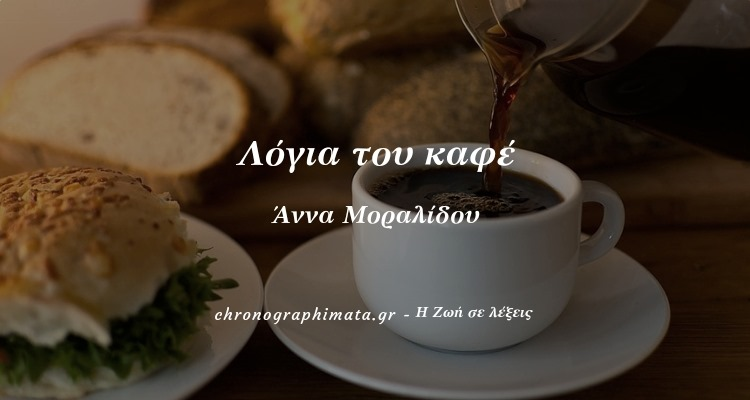 Λόγια του καφέ
Άννα Μοραλίδου
chronographimata.gr - Η Ζωή σε λέξεις